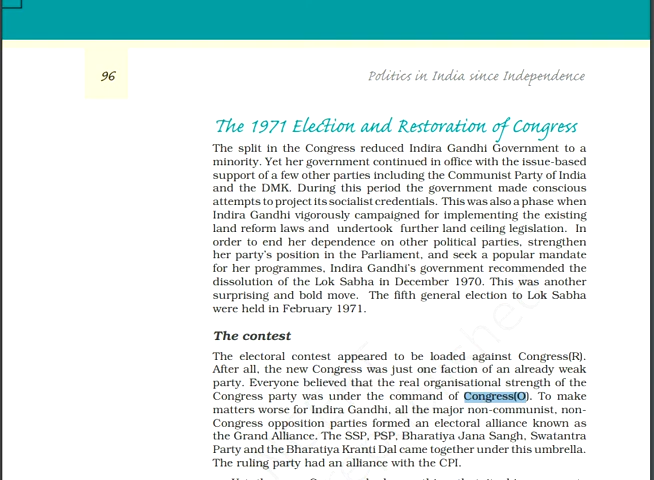 96
Politics in India since Independence
The 1971 Election and Restoration of Congress
The split in the Congress reduced Indira Gandhi Government to a
minority. Yet her government continued in office with the issue-based
support of a few other parties including the Communist Party of India
and the DMK. During this period the government made conscious
attempts to project its socialist credentials. This was also a phase when
Indira Gandhi vigorously campaigned for implementing the existing
land reform laws and undertook further land ceiling legislation. In
order to end her dependence on other political parties, strengthen
her party's position in the Parliament, and seek a popular mandate
for her programmes, Indira Gandhi's government recommended the
dissolution of the Lok Sabha in December 1970. This was another
surprising and bold move. The fifth general election to Lok Sabha
were held in February 1971.
The contest
The electoral contest appeared to be loaded against Congress(R).
After all, the new Congress was just one faction of an already weak
party. Everyone believed that the real organisational strength of the
Congress party was under the command of Congress(O). To make
matters worse for Indira Gandhi, all the major non-communist, non-
Congress opposition parties formed an electoral alliance known as
the Grand Alliance. The SSP, PSP, Bharatiya Jana Sangh, Swatantra
Party and the Bharatiya Kranti Dal came together under this umbrella.
The ruling party had an alliance with the CPI.